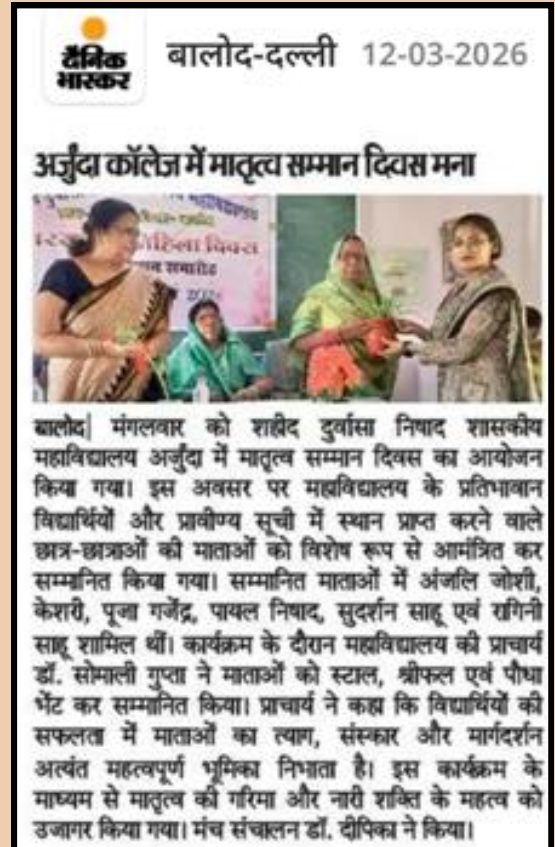 दैनिक
भास्कर
बालोद-दल्ली 12-03-2026
अर्जुंदा कॉलेज में मातृत्व सम्मान दिवस मना
महिला दिवस
बालोद| मंगलवार को शहीद दुर्वासा निषाद शासकीय
महाविद्यालय अर्जुंदा में मातृत्व सम्मान दिवस का आयोजन
किया गया। इस अवसर पर महाविद्यालय के प्रतिभावान
विद्यार्थियों और प्रावीण्य सूची में स्थान प्राप्त करने वाले
छात्र-छात्राओं की माताओं को विशेष रूप से आमंत्रित कर
सम्मानित किया गया। सम्मानित माताओं में अंजलि जोशी,
केशरी, पूजा गजेंद्र, पायल निषाद, सुदर्शन साहू एवं रागिनी
साहू शामिल थीं। कार्यक्रम के दौरान महाविद्यालय की प्राचार्य
डॉ. सोमाली गुप्ता ने माताओं को स्टाल, श्रीफल एवं पौधा
भेंट कर सम्मानित किया। प्राचार्य ने कहा कि विद्यार्थियों की
सफलता में माताओं का त्याग, संस्कार और मार्गदर्शन
अत्यंत महत्वपूर्ण भूमिका निभाता है। इस कार्यक्रम के
माध्यम से मातृत्व की गरिमा और नारी शक्ति के महत्व को
उजागर किया गया। मंच संचालन डॉ. दीपिका ने किया।